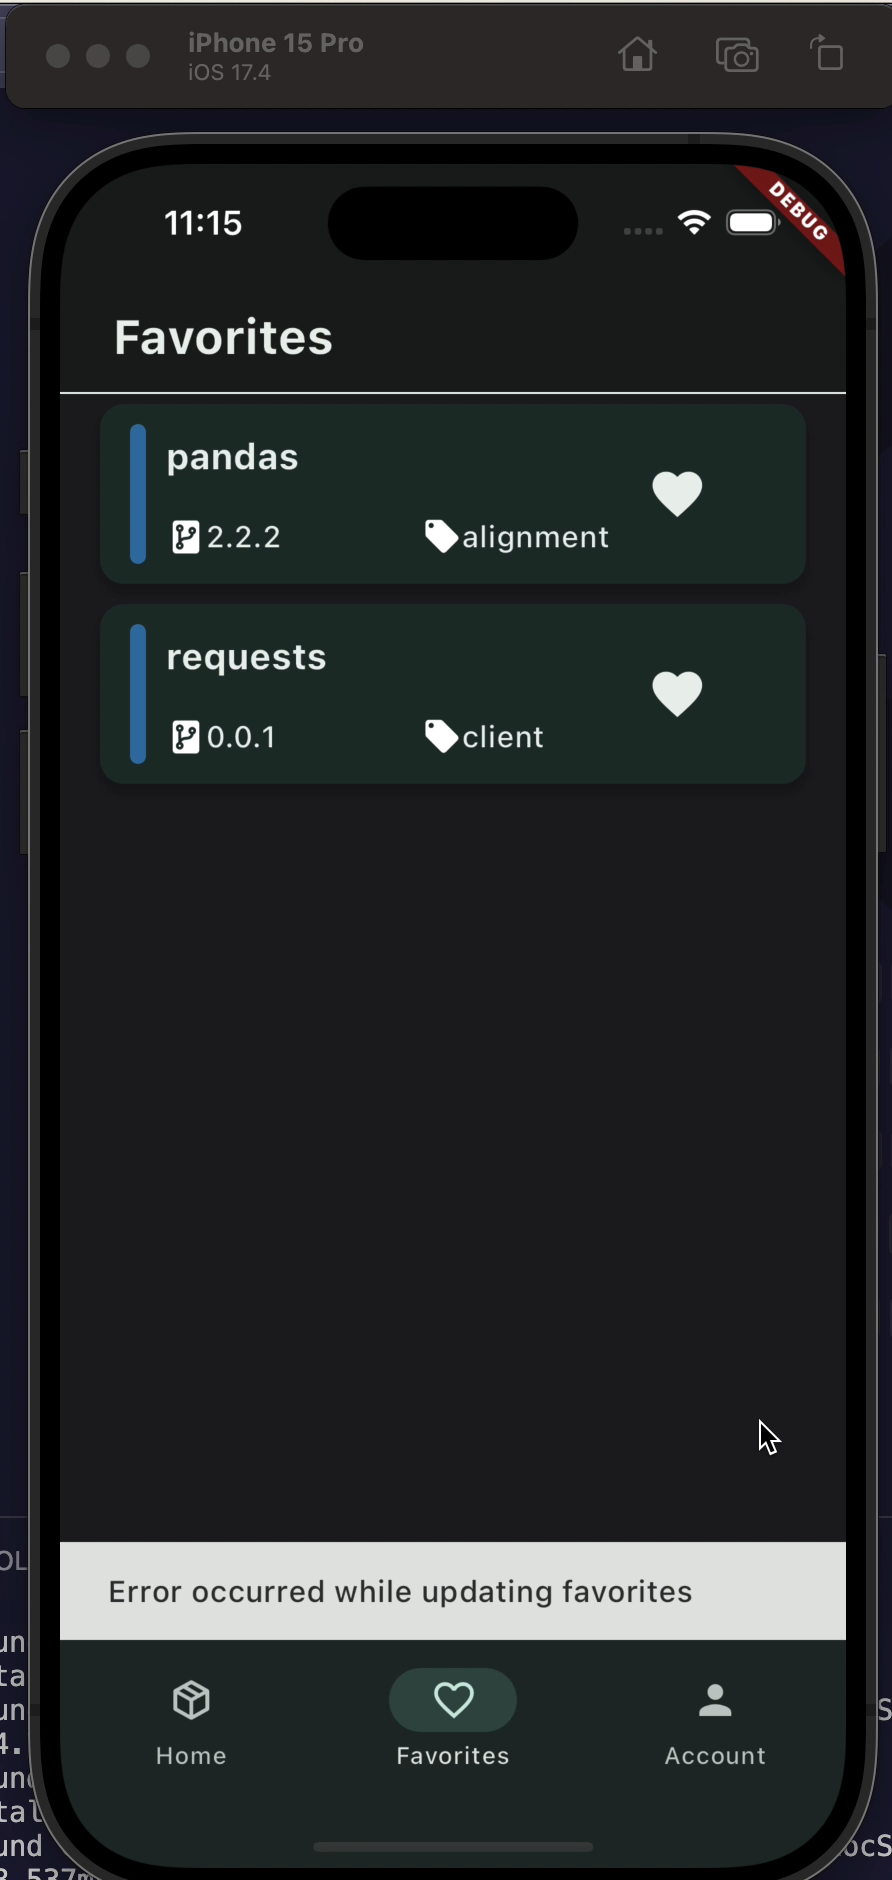 iPhone 15 Pro
iOS 17.4
11:15
DEBUG
Favorites
pandas
2.2.2
alignment
requests
0.0.1
client
Error occurred while updating favorites
Home
Favorites
Account